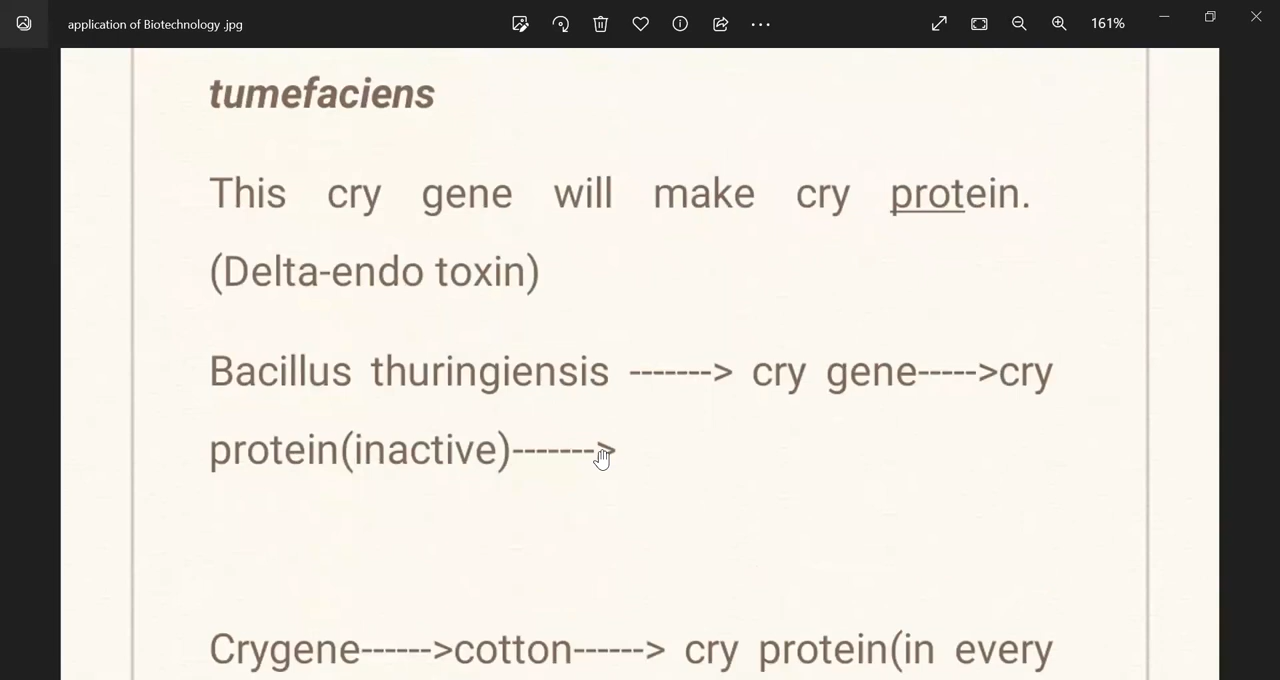 application of Biotechnology .jpg
161%
tumefaciens
This cry gene will make cry protein.
(Delta-endo toxin)
Bacillus thuringiensis -------> cry gene----->cry
protein(inactive)------->
Crygene------>cotton------> cry protein(in every